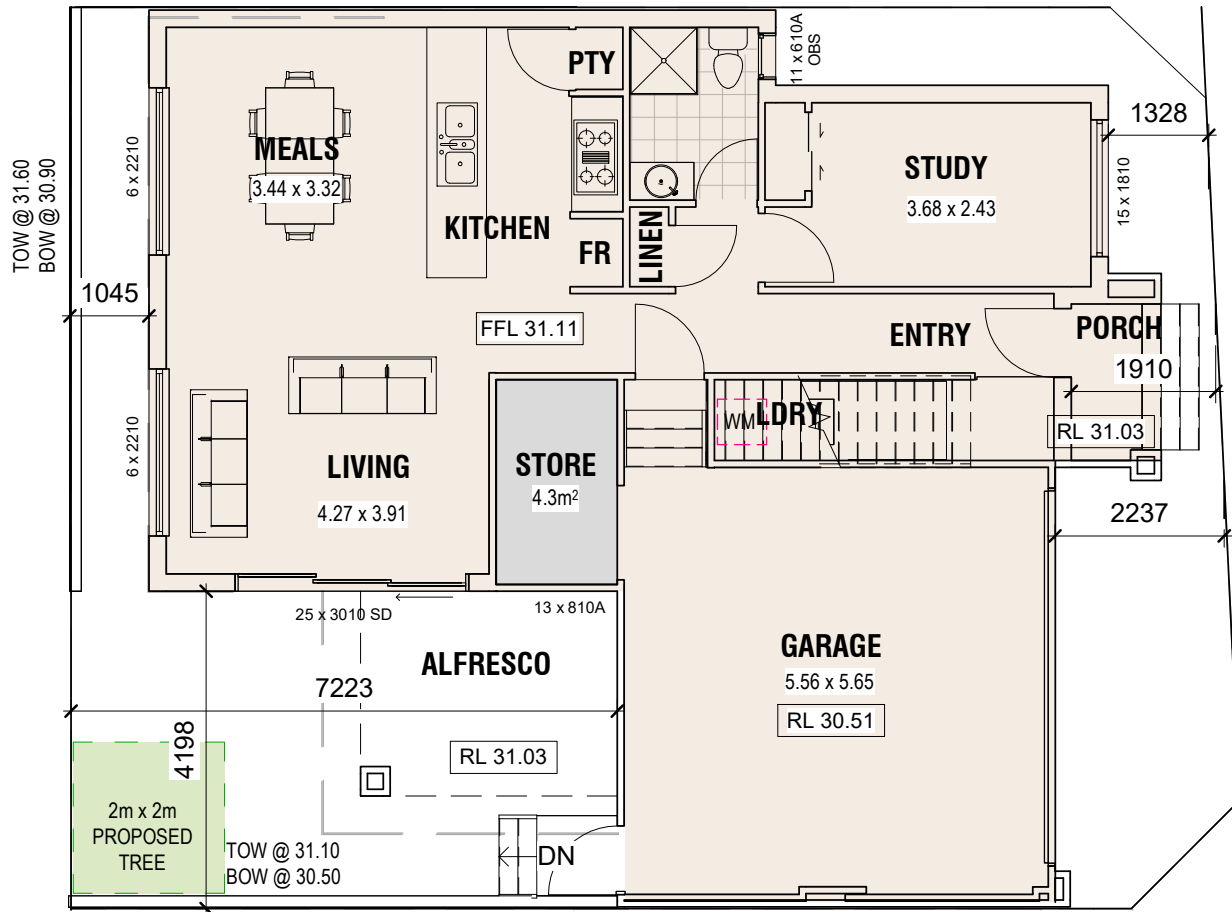 11 x 610A
OBS
PTY
1328
MEALS
3.44 x 3.32
6 x 2210
TOW @ 31.60
BOW @ 30.90
STUDY
3.68 x 2.43
15 x 1810
KITCHEN
FR
LINEN
1045
FFL 31.11
ENTRY
PORCH
1910
WM
LDRY
RL 31.03
6 x 2210
LIVING
4.27 x 3.91
STORE
4.3m²
2237
25 x 3010 SD
13 x 810A
ALFRESCO
7223
GARAGE
5.56 x 5.65
RL 30.51
4198
RL 31.03
2m x 2m
PROPOSED
TREE
TOW @ 31.10
BOW @ 30.50
DN